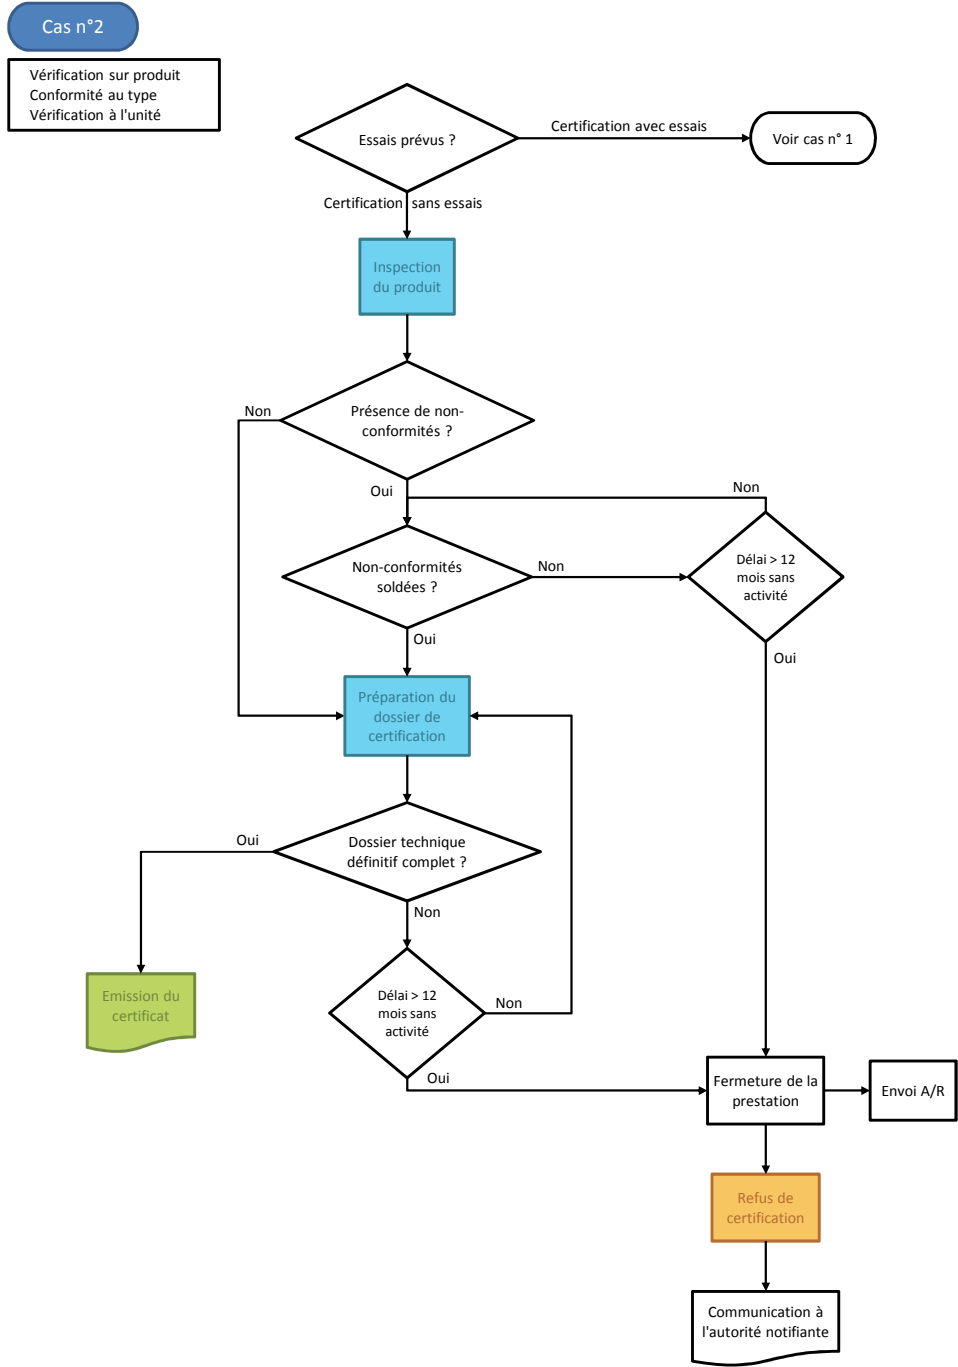 Cas n°2
Vérification sur produit
Conformité au type
Vérification à l'unité
Essais prévus ?
Certification avec essais
Voir cas n° 1
Certification sans essais
Inspection
du produit
Présence de non-
conformités ?
Non
Oui
Non
Non-conformités
soldées ?
Non
Délai > 12
mois sans
activité
Oui
Oui
Préparation du
dossier de
certification
Dossier technique
définitif complet ?
Oui
Non
Emission du
certificat
Délai > 12
mois sans
activité
Non
Oui
Fermeture de la
prestation
Envoi A/R
Refus de
certification
Communication à
l'autorité notifiante